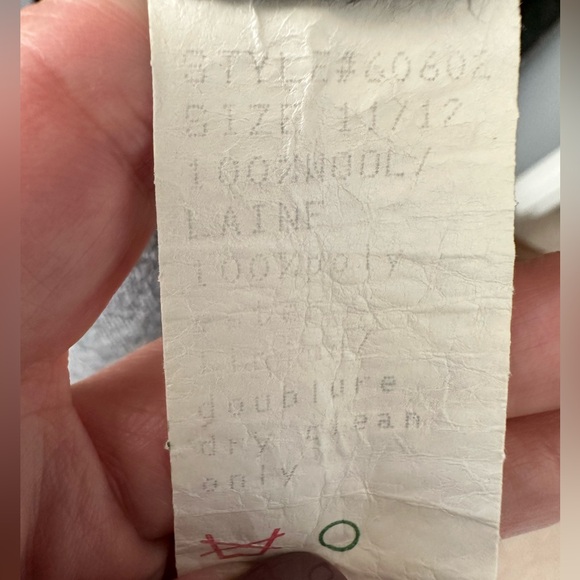 STYLE#60602
SIZE 11/12
100%WOOL/
LAINE
100%poly
doublure
dry clean
only